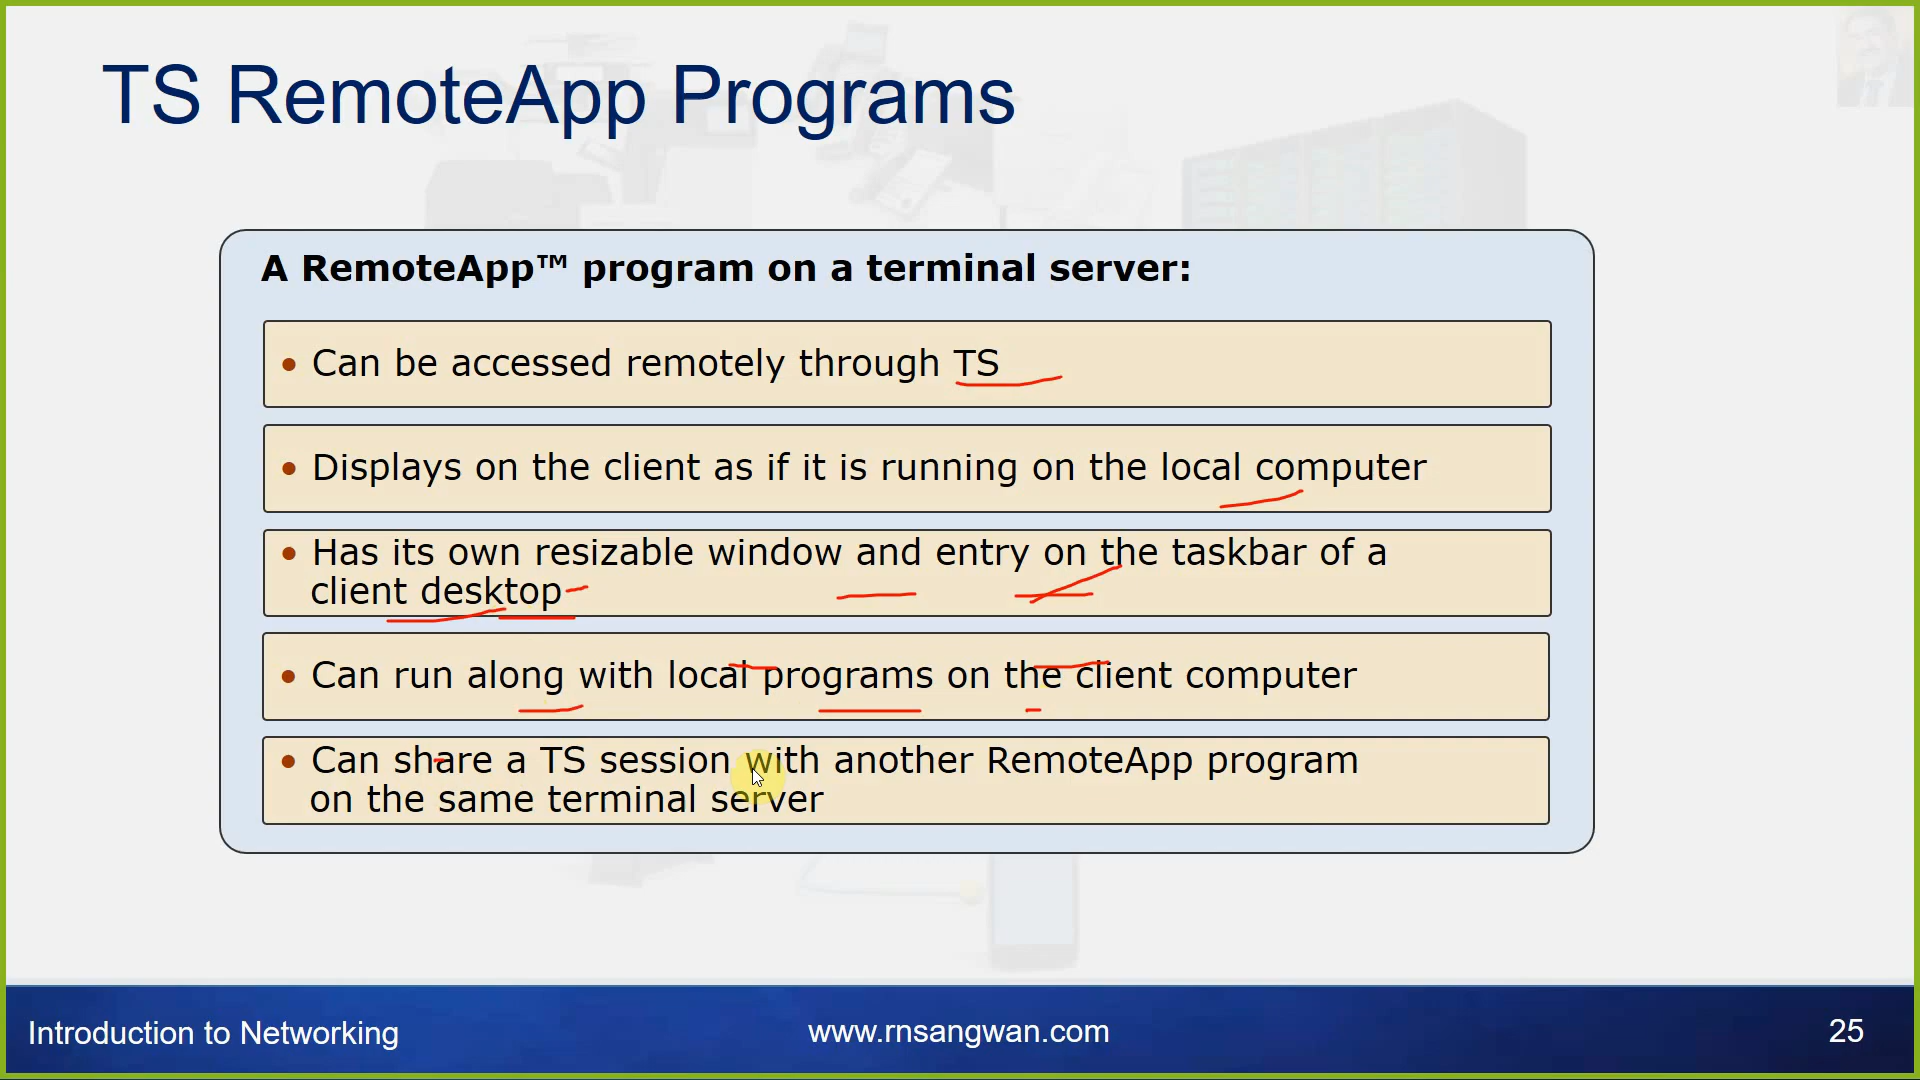 TS RemoteApp Programs
A RemoteApp™ program on a terminal server:
• Can be accessed remotely through TS
• Displays on the client as if it is running on the local computer
• Has its own resizable window and entry on the taskbar of a
client desktop
• Can run along with local programs on the client computer
• Can share a TS session with another RemoteApp program
on the same terminal server
Introduction to Networking
www.rnsangwan.com
25